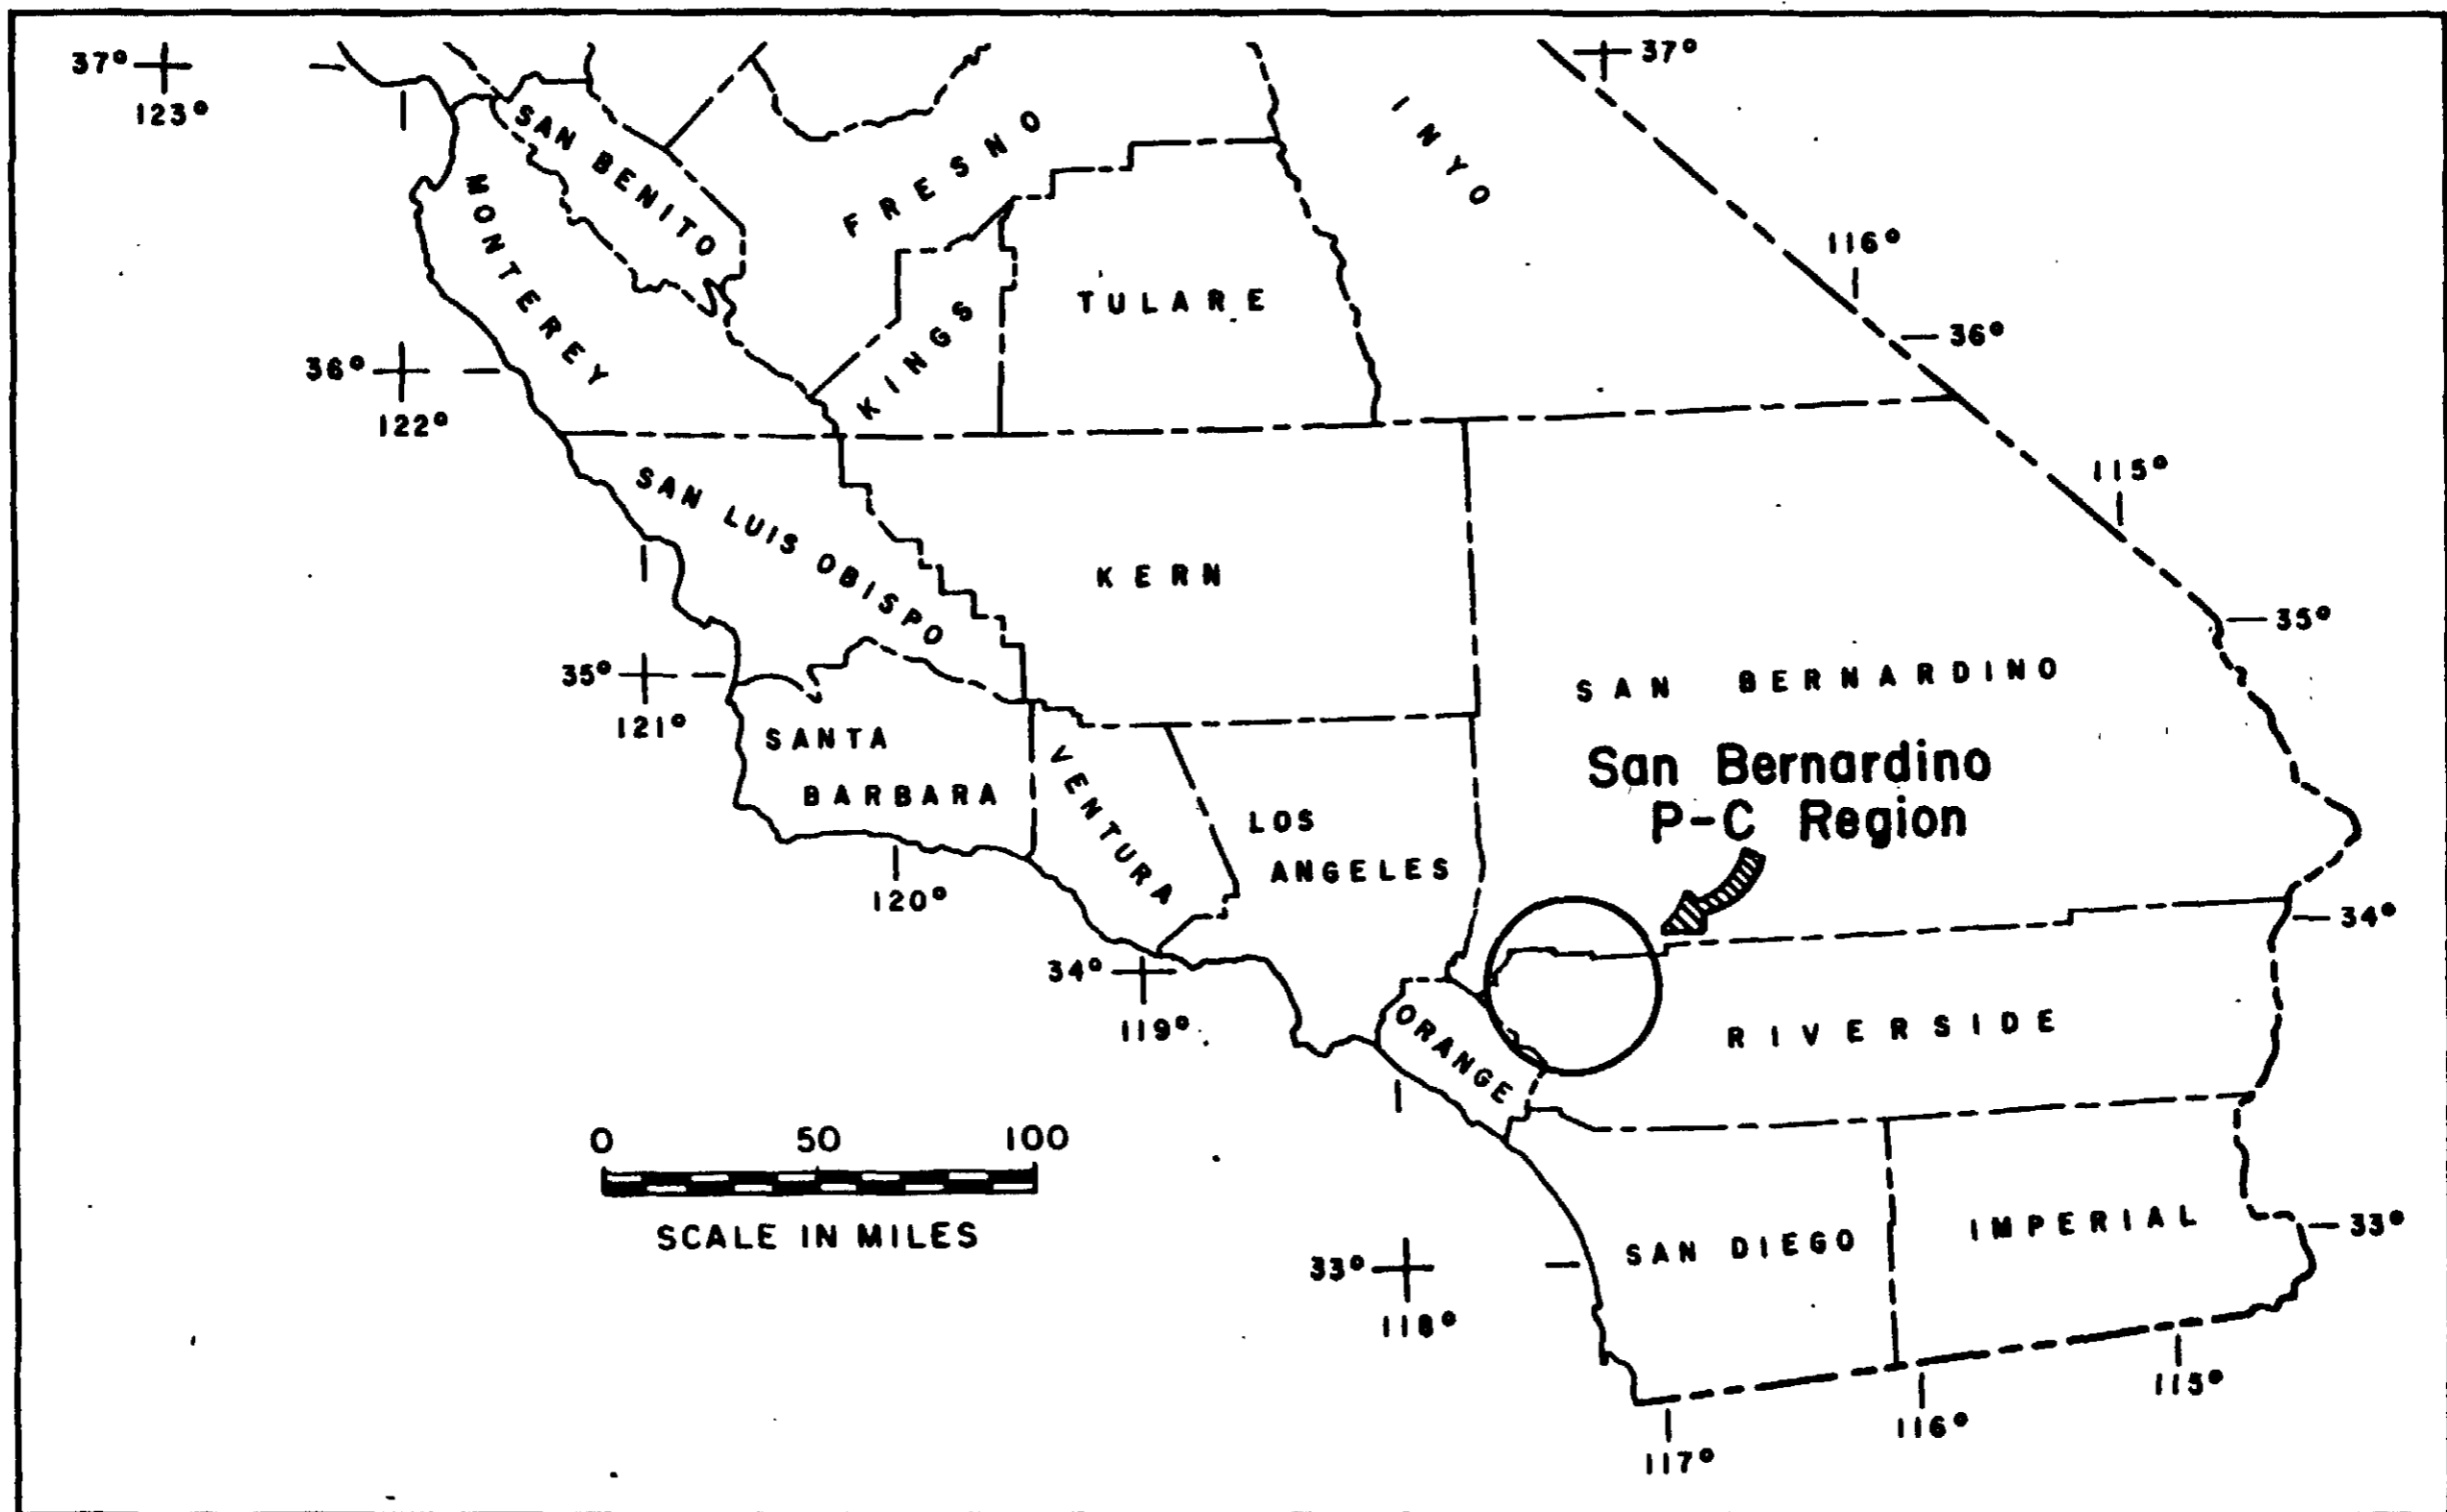 37°
123°
37°
SAN BENITO
MONTEREY
FRESNO
INYO
116°
KINGS
TULARE
36°
36°
122°
115°
SAN LUIS OBISPO
KERN
35°
35°
121°
SAN BERNARDINO
SANTA
BARBARA
VENTURA
San Bernardino
P-C Region
LOS
ANGELES
120°
34°
34°
119°
ORANGE
RIVERSIDE
0 50 100
SCALE IN MILES
33°
33°
118°
SAN DIEGO
IMPERIAL
115°
116°
117°